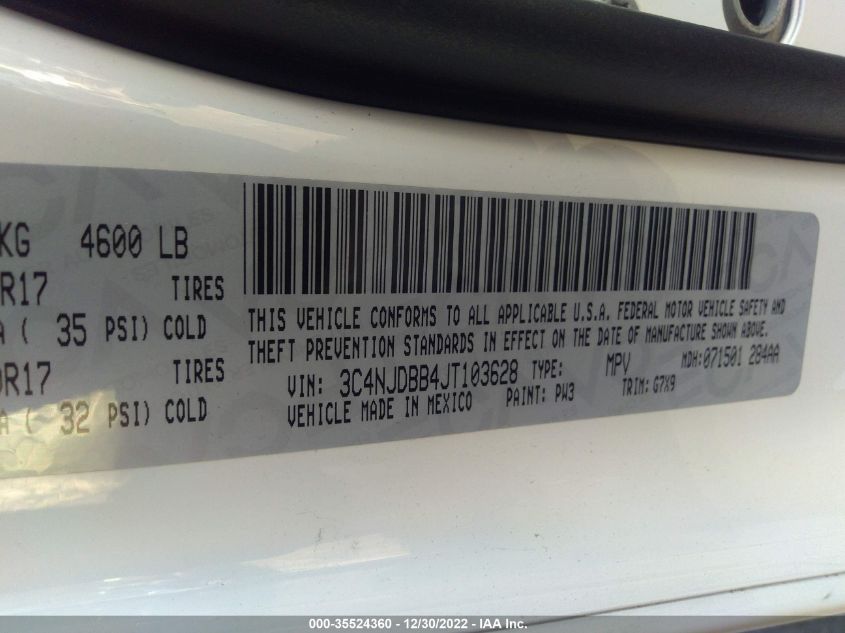 KG 4600 LB
R17 TIRES
A ( 35 PSI) COLD
R17 TIRES
A ( 32 PSI) COLD
THIS VEHICLE CONFORMS TO ALL APPLICABLE U.S.A. FEDERAL MOTOR VEHICLE SAFETY AND
THEFT PREVENTION STANDARDS IN EFFECT ON THE DATE OF MANUFACTURE SHOWN ABOVE.
VIN: 3C4NJDBB4JT103628 TYPE: MPV MDH:071501 284AA
VEHICLE MADE IN MEXICO PAINT: PW3 TRIM: G7X9
000-35524360 - 12/30/2022 - IAA Inc.